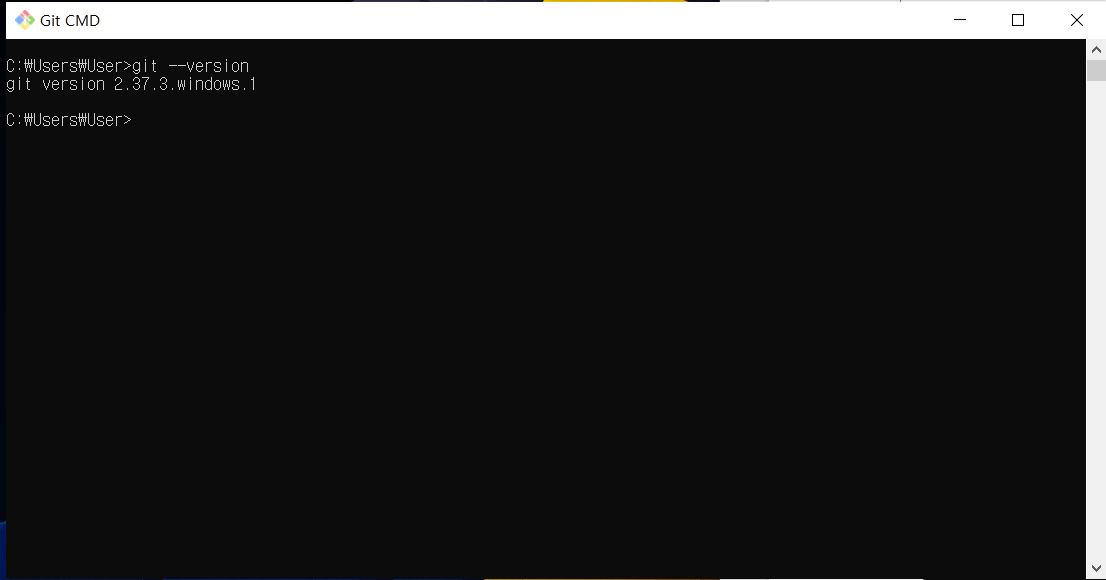 Git CMD
C:₩Users₩User>git --version
git version 2.37.3.windows.1
C:₩Users₩User>